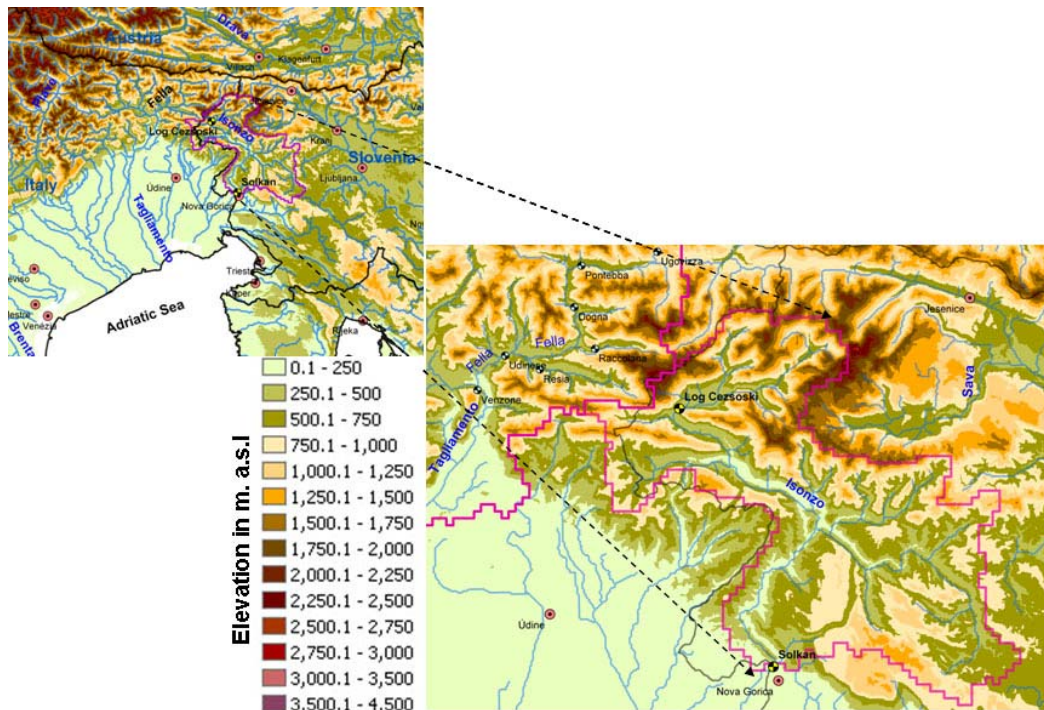 Austria
Drava
Villach
Klagenfurt
Piave
Fella
Isonzo
Log Cezsoski
Kranj
Slovenia
Ljubljana
Italy
Údine
Solkan
Nova Gorica
Tagliamento
Trieste
Koper
Rijeka
Adriatic Sea
Venézia
Brenta
Elevation in m. a.s.l
0.1 - 250
250.1 - 500
500.1 - 750
750.1 - 1,000
1,000.1 - 1,250
1,250.1 - 1,500
1,500.1 - 1,750
1,750.1 - 2,000
2,000.1 - 2,250
2,250.1 - 2,500
2,500.1 - 2,750
2,750.1 - 3,000
3,000.1 - 3,500
3,500.1 - 4,500
Ugovizza
Pontebba
Jesenice
Dogna
Fella
Fella
Raccolana
Udinese
Resia
Sava
Log Cezsoski
Venzone
Tagliamento
Isonzo
Údine
Solkan
Nova Gorica